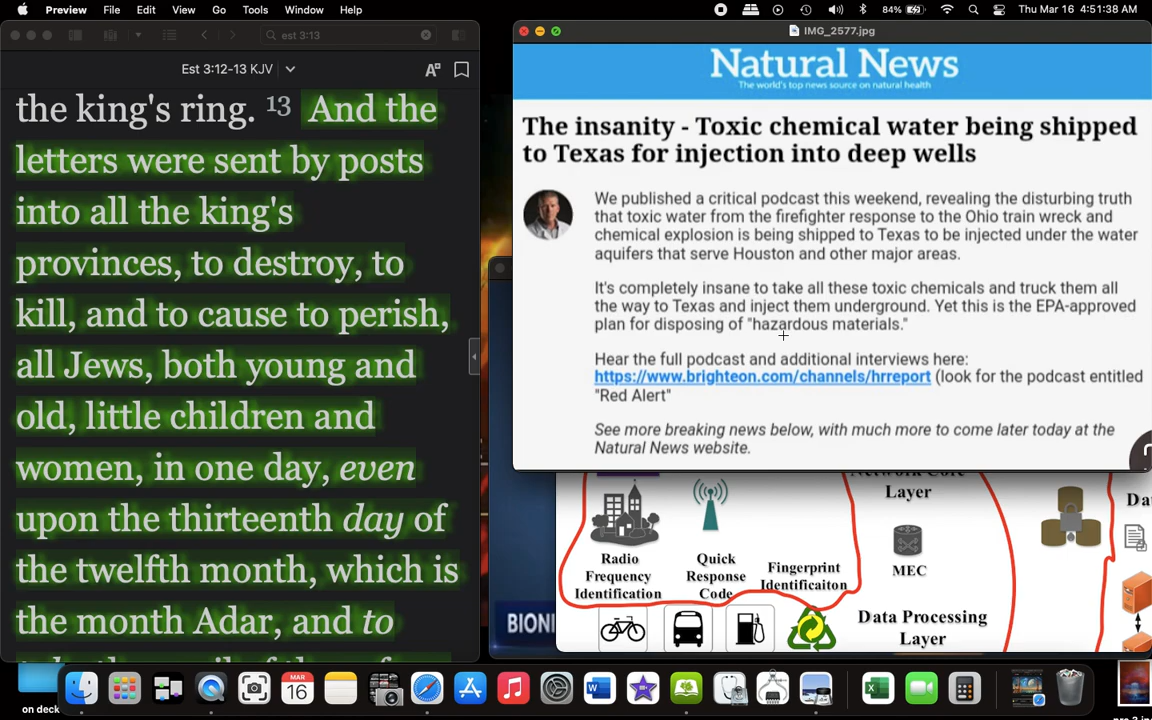 Preview File Edit View Go Tools Window Help
84% Thu Mar 16 4:51:38 AM
est 3:13
Est 3:12-13 KJV
the king's ring. 13 And the
letters were sent by posts
into all the king's
provinces, to destroy, to
kill, and to cause to perish,
all Jews, both young and
old, little children and
women, in one day, even
upon the thirteenth day of
the twelfth month, which is
the month Adar, and to
IMG_2577.jpg
Natural News
The world's top news source on natural health
The insanity - Toxic chemical water being shipped
to Texas for injection into deep wells
We published a critical podcast this weekend, revealing the disturbing truth
that toxic water from the firefighter response to the Ohio train wreck and
chemical explosion is being shipped to Texas to be injected under the water
aquifers that serve Houston and other major areas.
It's completely insane to take all these toxic chemicals and truck them all
the way to Texas and inject them underground. Yet this is the EPA-approved
plan for disposing of "hazardous materials."
Hear the full podcast and additional interviews here:
https://www.brighteon.com/channels/hrreport (look for the podcast entitled
"Red Alert"
See more breaking news below, with much more to come later today at the
Natural News website.
Network Core
Layer
Radio
Frequency
Identification
Quick
Response
Code
Fingerprint
Identificaiton
MEC
Data Processing
Layer
Da
BIONI
MAR
16
on deck